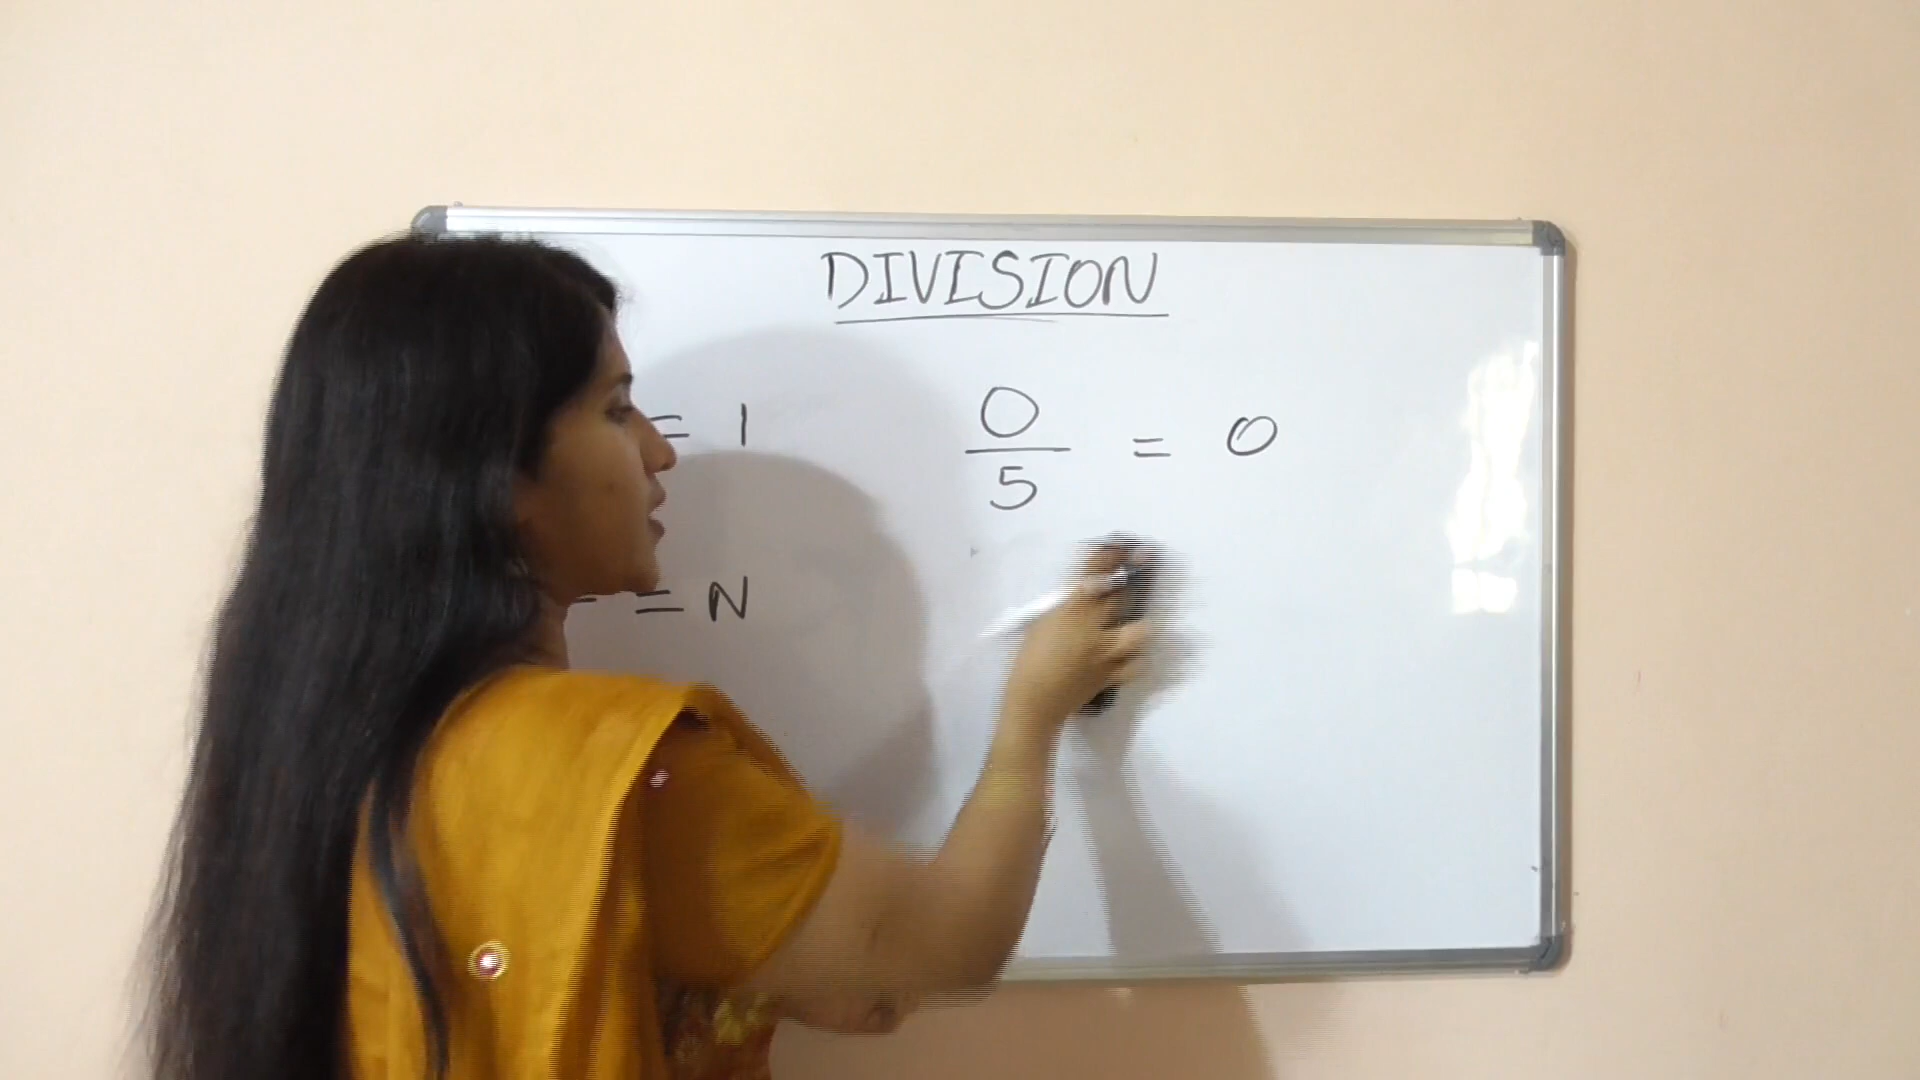 DIVISION
= 1
0
5
= 0
= N